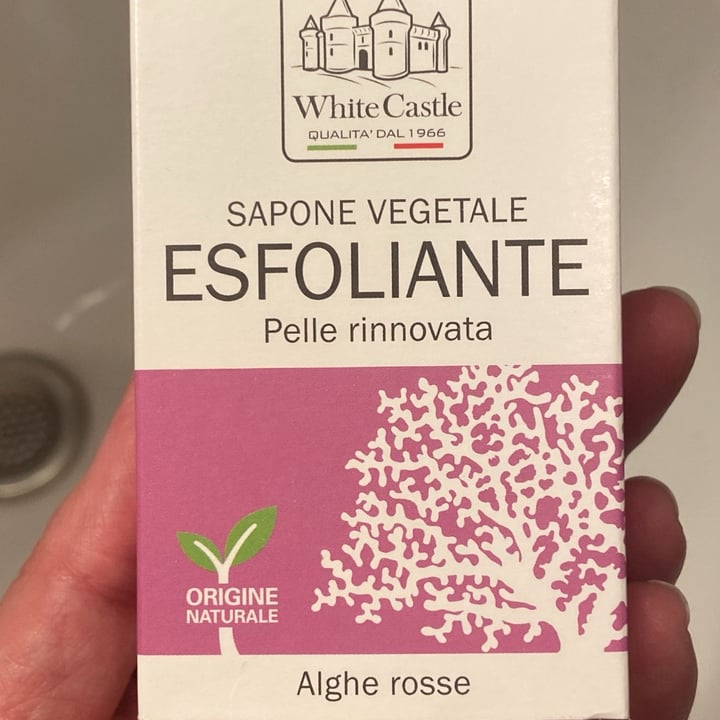 White Castle
QUALITA' DAL 1966
SAPONE VEGETALE
ESFOLIANTE
Pelle rinnovata
ORIGINE
NATURALE
Alghe rosse